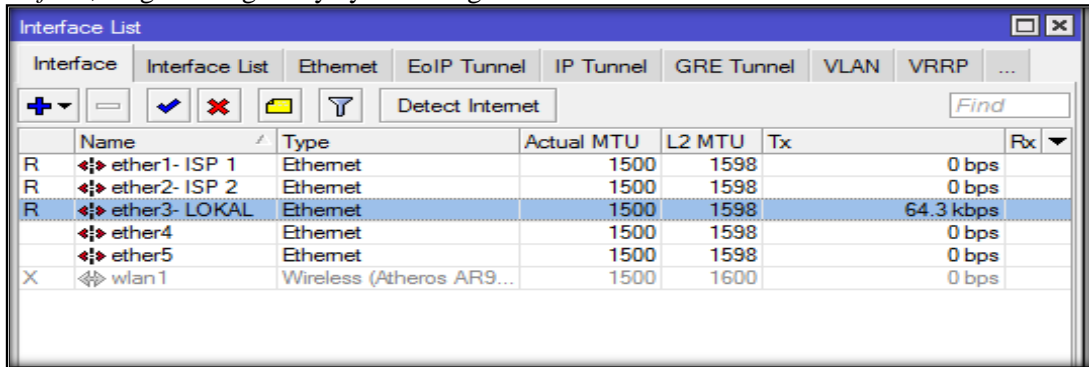 Interface List
Interface Interface List Ethernet EoIP Tunnel IP Tunnel GRE Tunnel VLAN VRRP ...
Detect Internet Find
Name Type Actual MTU L2 MTU Tx Rx
R ether1- ISP 1 Ethernet 1500 1598 0 bps
R ether2- ISP 2 Ethernet 1500 1598 0 bps
R ether3- LOKAL Ethernet 1500 1598 64.3 kbps
ether4 Ethernet 1500 1598 0 bps
ether5 Ethernet 1500 1598 0 bps
X wlan1 Wireless (Atheros AR9... 1500 1600 0 bps